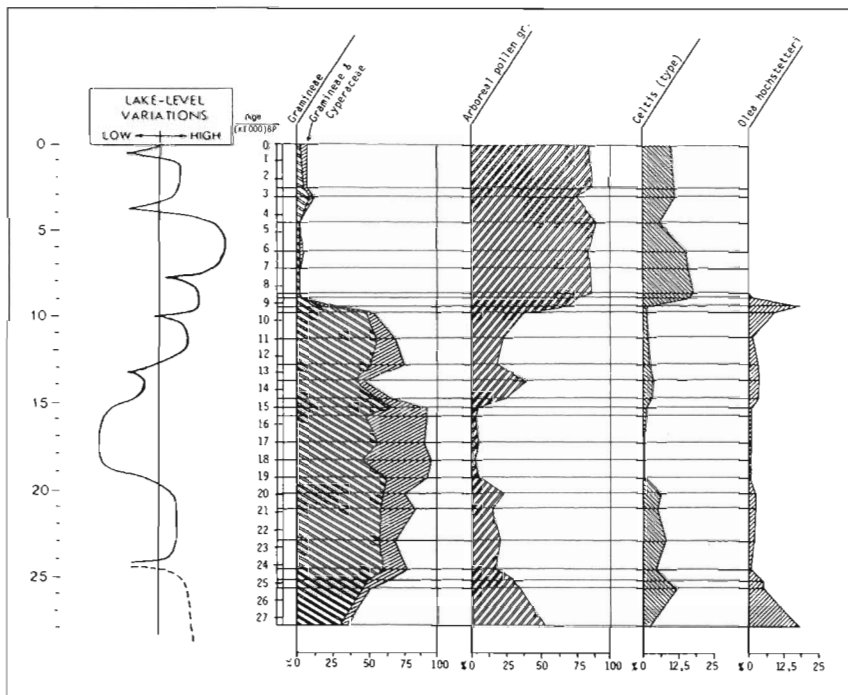 LAKE-LEVEL
VARIATIONS
LOW HIGH
Age
(x1000)BP
Gramineae
Gramineae &
Cyperaceae
Arboreal pollen gr.
Celtis (type)
Olea hochstetteri
0
5
10
15
20
25
0
1
2
3
4
5
6
7
8
9
10
11
12
13
14
15
16
17
18
19
20
21
22
23
24
25
26
27
0 25 50 75 100
% 0 25 50 75 100
% 0 12,5 25
% 0 12.5 25